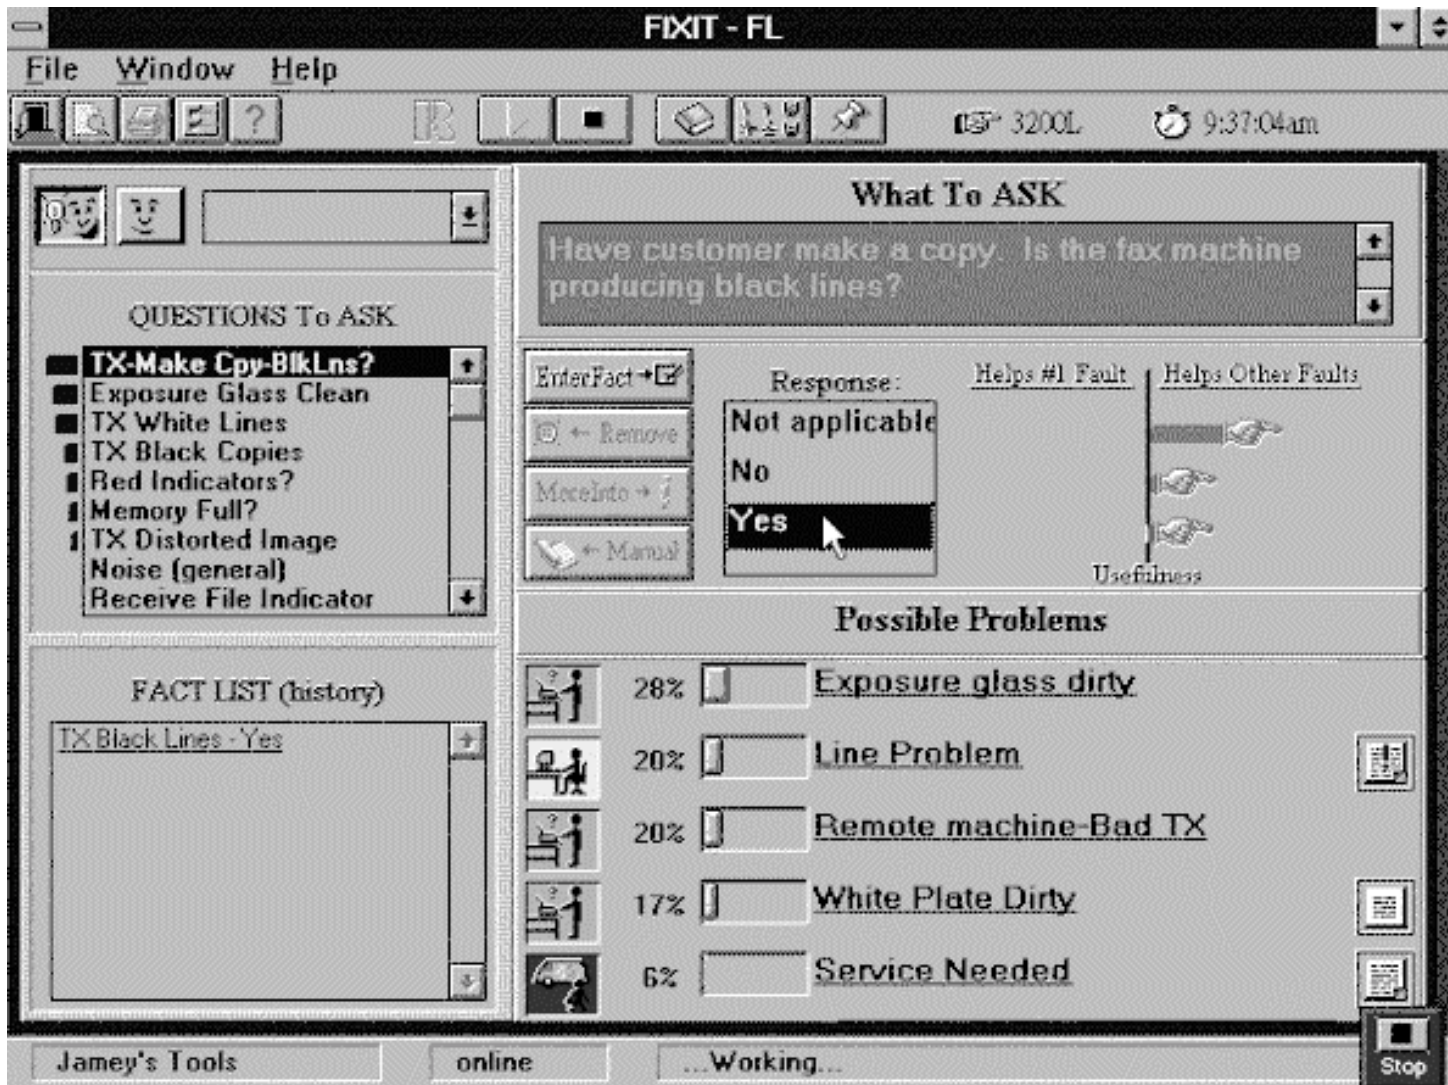 FIXIT - FL
File Window Help
3200L 9:37:04am
What To ASK
Have customer make a copy. Is the fax machine
producing black lines?
QUESTIONS To ASK
TX-Make Cpy-BlkLns?
Exposure Glass Clean
TX White Lines
TX Black Copies
Red Indicators?
Memory Full?
TX Distorted Image
Noise (general)
Receive File Indicator
EnterFact
Remove
MoreInfo
Manual
Response:
Not applicable
No
Yes
Helps #1 Fault Helps Other Faults
Usefulness
Possible Problems
28% Exposure glass dirty
20% Line Problem
20% Remote machine-Bad TX
17% White Plate Dirty
6% Service Needed
FACT LIST (history)
TX Black Lines - Yes
Jamey's Tools online ...Working... Stop